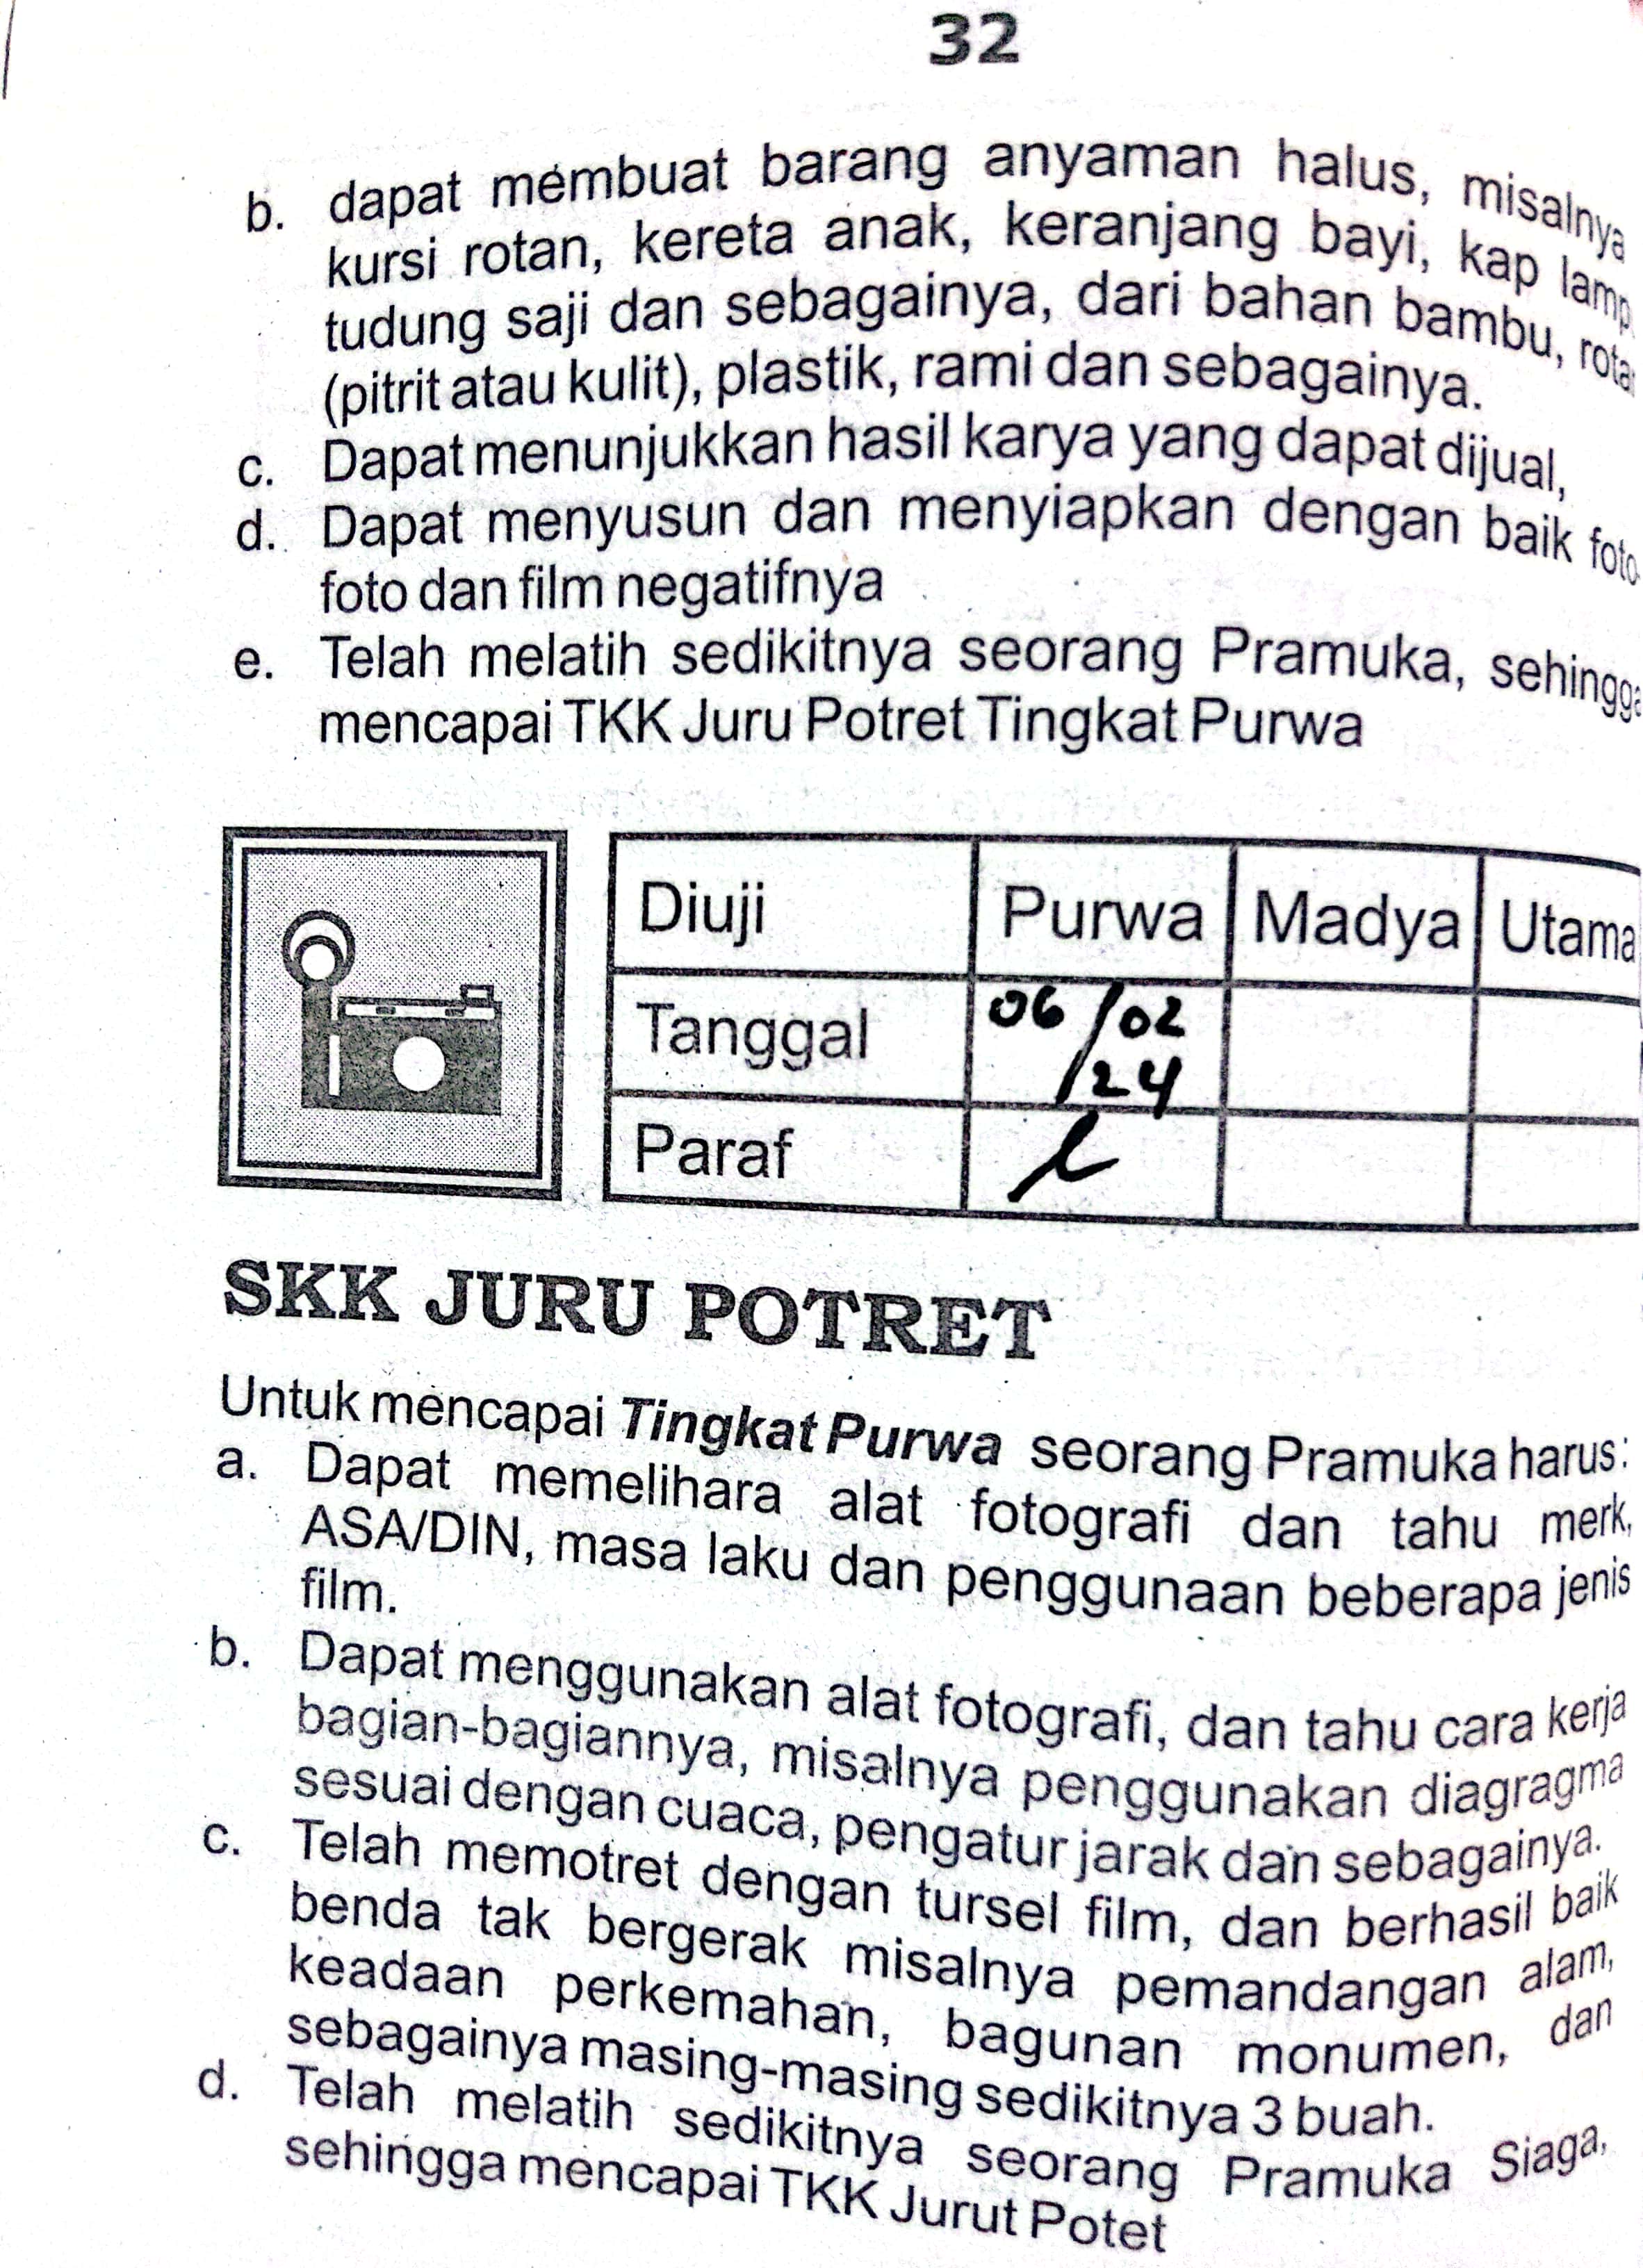 32
b. dapat membuat barang anyaman halus, misalnya
kursi rotan, kereta anak, keranjang bayi, kap lamp
tudung saji dan sebagainya, dari bahan bambu, rota
(pitrit atau kulit), plastik, rami dan sebagainya.
c. Dapat menunjukkan hasil karya yang dapat dijual,
d. Dapat menyusun dan menyiapkan dengan baik foto
foto dan film negatifnya
e. Telah melatih sedikitnya seorang Pramuka, sehingga
mencapai TKK Juru Potret Tingkat Purwa
Diuji Purwa Madya Utama
Tanggal 06/02
/24
Paraf
SKK JURU POTRET
Untuk mencapai Tingkat Purwa seorang Pramuka harus:
a. Dapat memelihara alat fotografi dan tahu merk,
ASA/DIN, masa laku dan penggunaan beberapa jenis
film.
b. Dapat menggunakan alat fotografi, dan tahu cara kerja
bagian-bagiannya, misalnya penggunakan diagragma
sesuai dengan cuaca, pengatur jarak dan sebagainya.
c. Telah memotret dengan tursel film, dan berhasil baik
benda tak bergerak misalnya pemandangan alam,
keadaan perkemahan, bagunan monumen, dan
sebagainya masing-masing sedikitnya 3 buah.
d. Telah melatih sedikitnya seorang Pramuka Siaga,
sehingga mencapai TKK Jurut Potet